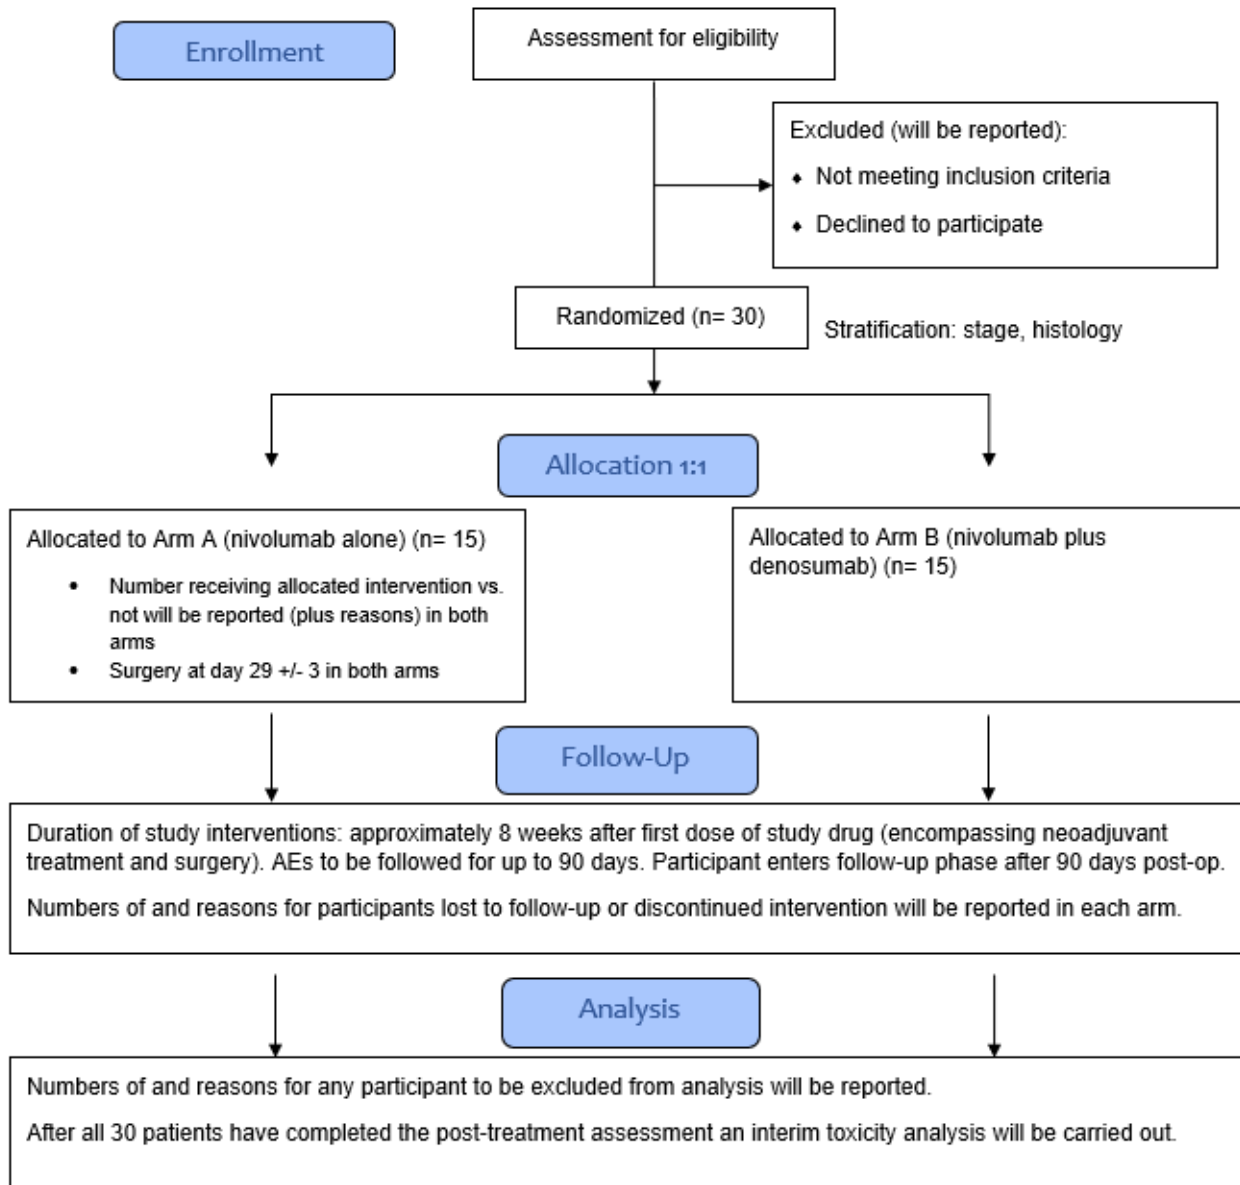 Enrollment
Assessment for eligibility
Excluded (will be reported):
♦ Not meeting inclusion criteria
♦ Declined to participate
Randomized (n= 30)
Stratification: stage, histology
Allocation 1:1
Allocated to Arm A (nivolumab alone) (n= 15)
• Number receiving allocated intervention vs.
not will be reported (plus reasons) in both
arms
• Surgery at day 29 +/- 3 in both arms
Allocated to Arm B (nivolumab plus
denosumab) (n= 15)
Follow-Up
Duration of study interventions: approximately 8 weeks after first dose of study drug (encompassing neoadjuvant
treatment and surgery). AEs to be followed for up to 90 days. Participant enters follow-up phase after 90 days post-op.
Numbers of and reasons for participants lost to follow-up or discontinued intervention will be reported in each arm.
Analysis
Numbers of and reasons for any participant to be excluded from analysis will be reported.
After all 30 patients have completed the post-treatment assessment an interim toxicity analysis will be carried out.